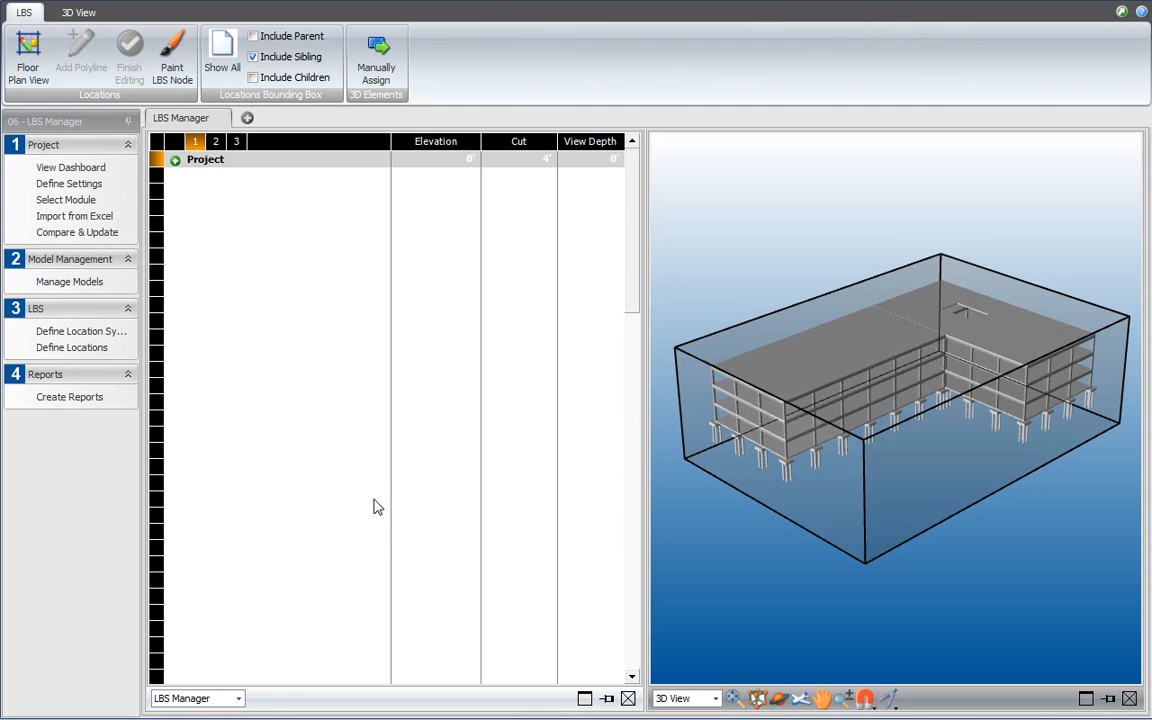 LBS 3D View
Floor Plan View
Add Polyline
Finish Editing
Paint LBS Node
Locations
Show All
Include Parent
Include Sibling
Include Children
Locations Bounding Box
Manually Assign
3D Elements
06 - LBS Manager
1 Project
View Dashboard
Define Settings
Select Module
Import from Excel
Compare & Update
2 Model Management
Manage Models
3 LBS
Define Location Sy...
Define Locations
4 Reports
Create Reports
LBS Manager
1 2 3 Elevation Cut View Depth
Project 0' 4' 0'
LBS Manager
3D View